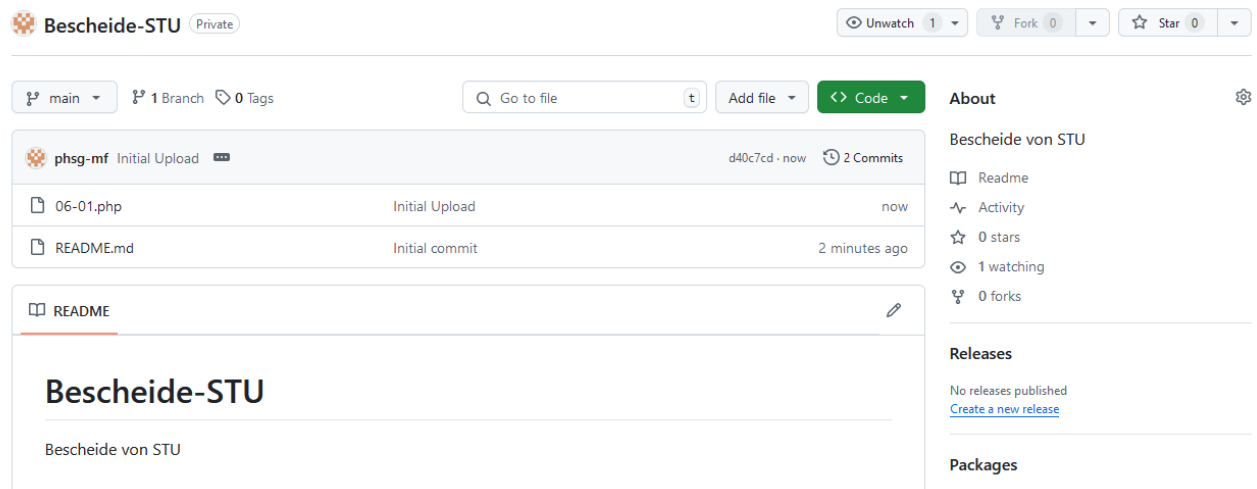 Bescheide-STU Private Unwatch 1 Fork 0 Star 0
main 1 Branch 0 Tags Go to file t Add file Code
phsg-mf Initial Upload d40c7cd · now 2 Commits
06-01.php Initial Upload now
README.md Initial commit 2 minutes ago
README
Bescheide-STU
Bescheide von STU
About
Bescheide von STU
Readme
Activity
0 stars
1 watching
0 forks
Releases
No releases published
Create a new release
Packages